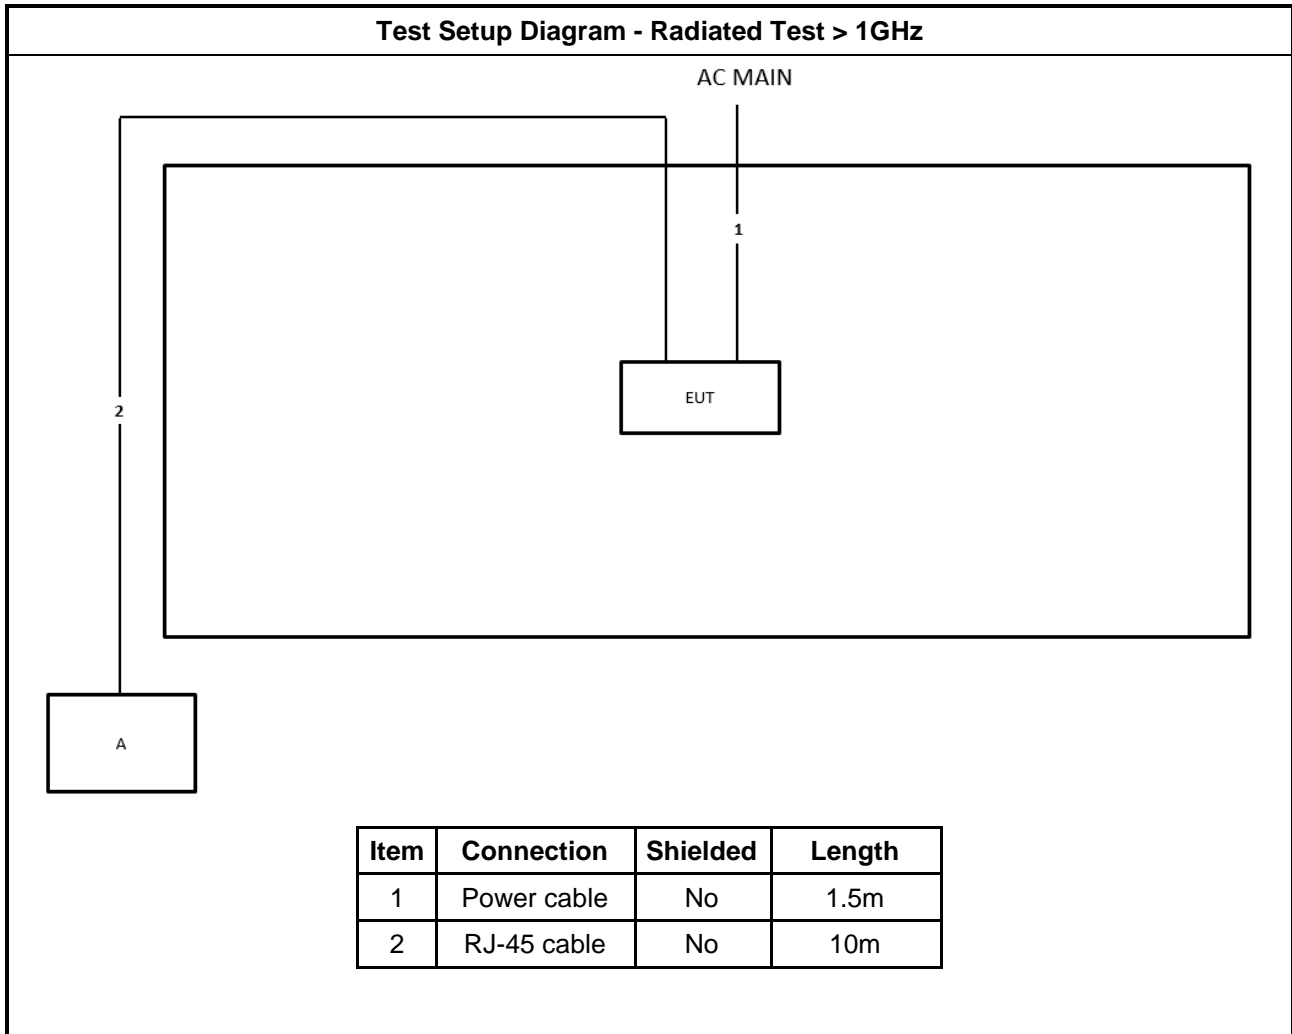 Test Setup Diagram - Radiated Test > 1GHz
AC MAIN
1
EUT
2
A
Item Connection Shielded Length
1 Power cable No 1.5m
2 RJ-45 cable No 10m